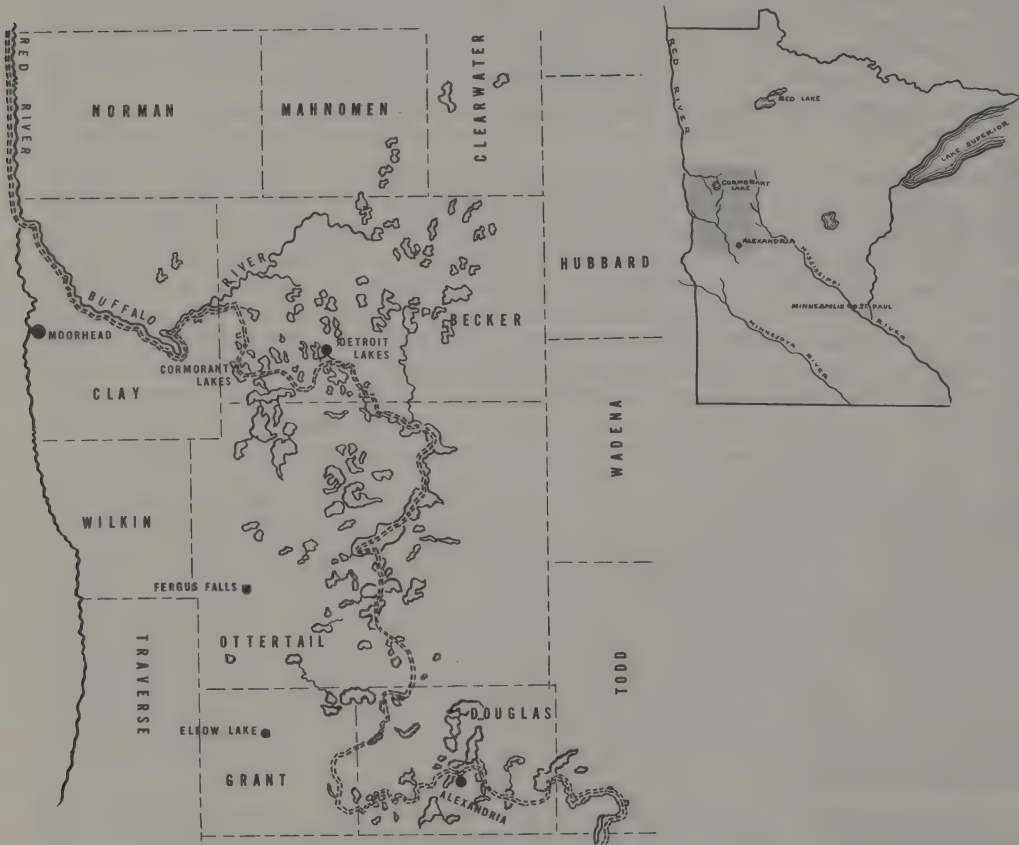 RED RIVER
NORMAN
MAHNOMEN
CLEARWATER
BUFFALO
RIVER
MOORHEAD
CORMORANT
LAKES
DETROIT
LAKES
BECKER
HUBBARD
CLAY
WADENA
WILKIN
FERGUS FALLS
OTTERTAIL
TRAVERSE
TODD
ELBOW LAKE
DOUGLAS
GRANT
ALEXANDRIA
RED RIVER
RED LAKE
LAKE SUPERIOR
CORMORANT
LAKE
ALEXANDRIA
MISSISSIPPI
RIVER
MINNEAPOLIS ST. PAUL
MINNESOTA
RIVER